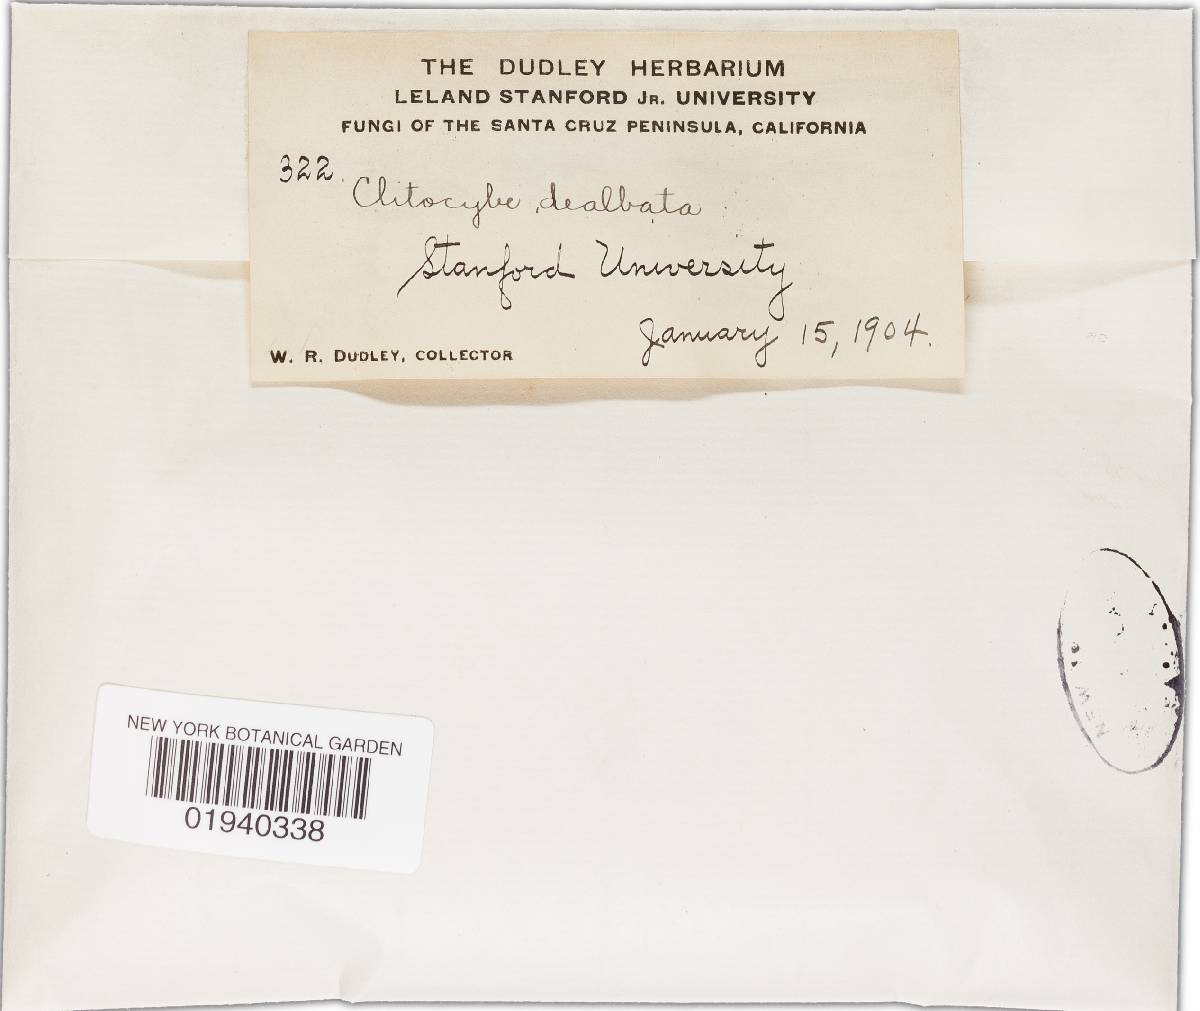 THE DUDLEY HERBARIUM
LELAND STANFORD JR. UNIVERSITY
FUNGI OF THE SANTA CRUZ PENINSULA, CALIFORNIA
322.
Clitocybe dealbata
Stanford University
January 15, 1904.
W. R. DUDLEY, COLLECTOR
NEW YORK BOTANICAL GARDEN
01940338
NEW